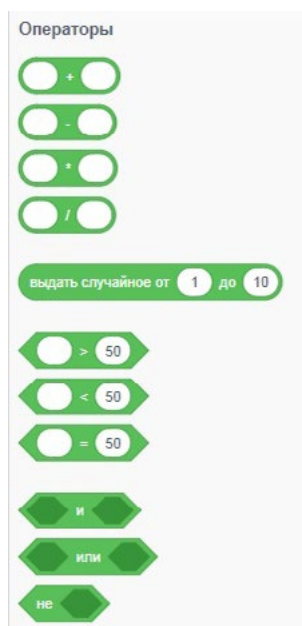 Операторы
+
-
*
/
выдать случайное от 1 до 10
> 50
< 50
= 50
и
или
не